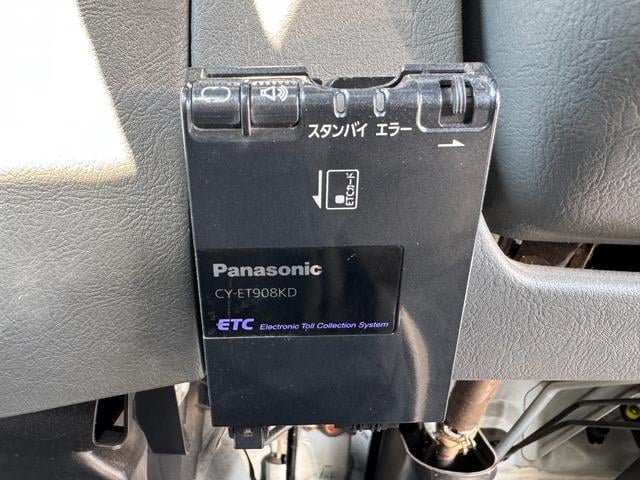 スタンバイ エラー
ETCカード
Panasonic
CY-ET908KD
ETC Electronic Toll Collection System